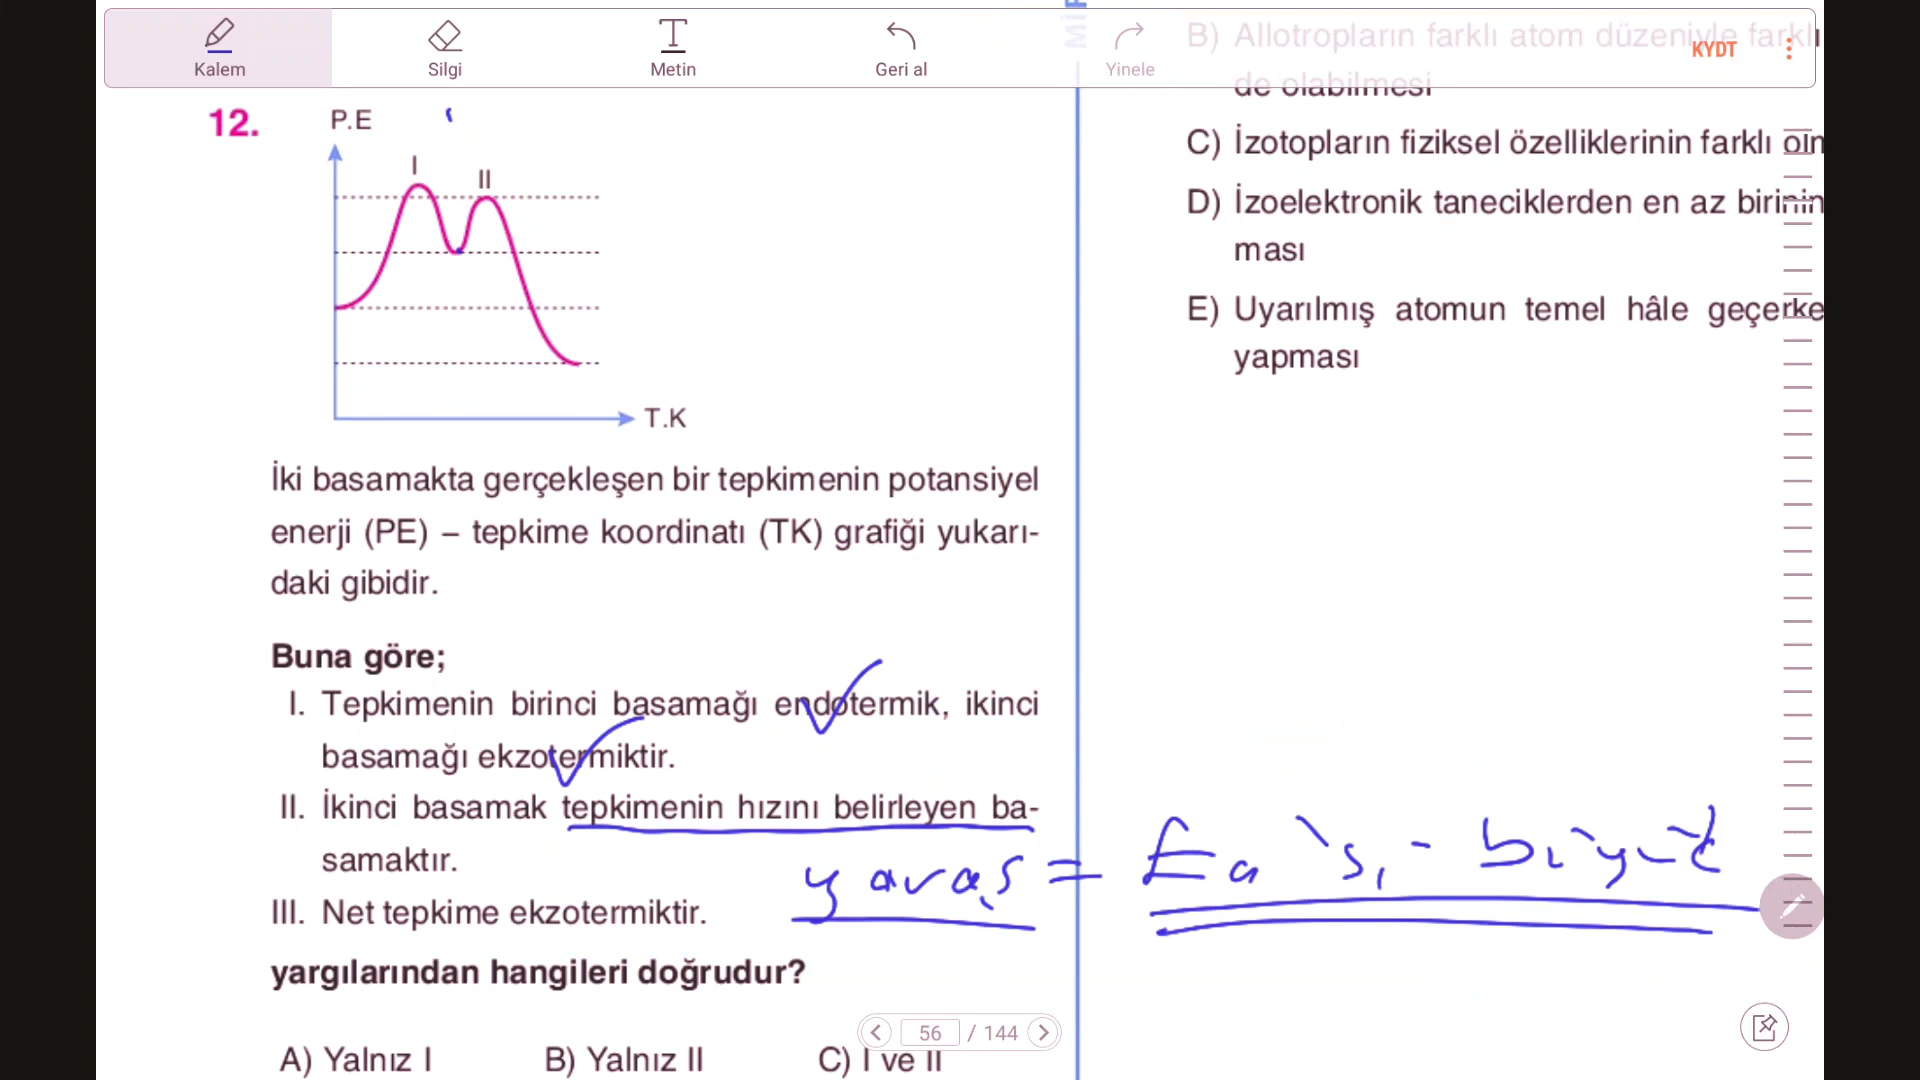 Kalem
Silgi
Metin
Geri al
Yinele
KYDT
12.
P.E
I
II
T.K
İki basamakta gerçekleşen bir tepkimenin potansiyel
enerji (PE) – tepkime koordinatı (TK) grafiği yukarı-
daki gibidir.
Buna göre;
I. Tepkimenin birinci basamağı endotermik, ikinci
basamağı ekzotermiktir.
II. İkinci basamak tepkimenin hızını belirleyen ba-
samaktır.
III. Net tepkime ekzotermiktir.
yargılarından hangileri doğrudur?
A) Yalnız I B) Yalnız II C) I ve II
yavaş = Ea'sı büyük
56 / 144
B) Allotropların farklı atom düzeniyle farklı
de olabilmesi
C) İzotopların fiziksel özelliklerinin farklı
D) İzoelektronik taneciklerden en az birinin
ması
E) Uyarılmış atomun temel hâle geçerke
yapması